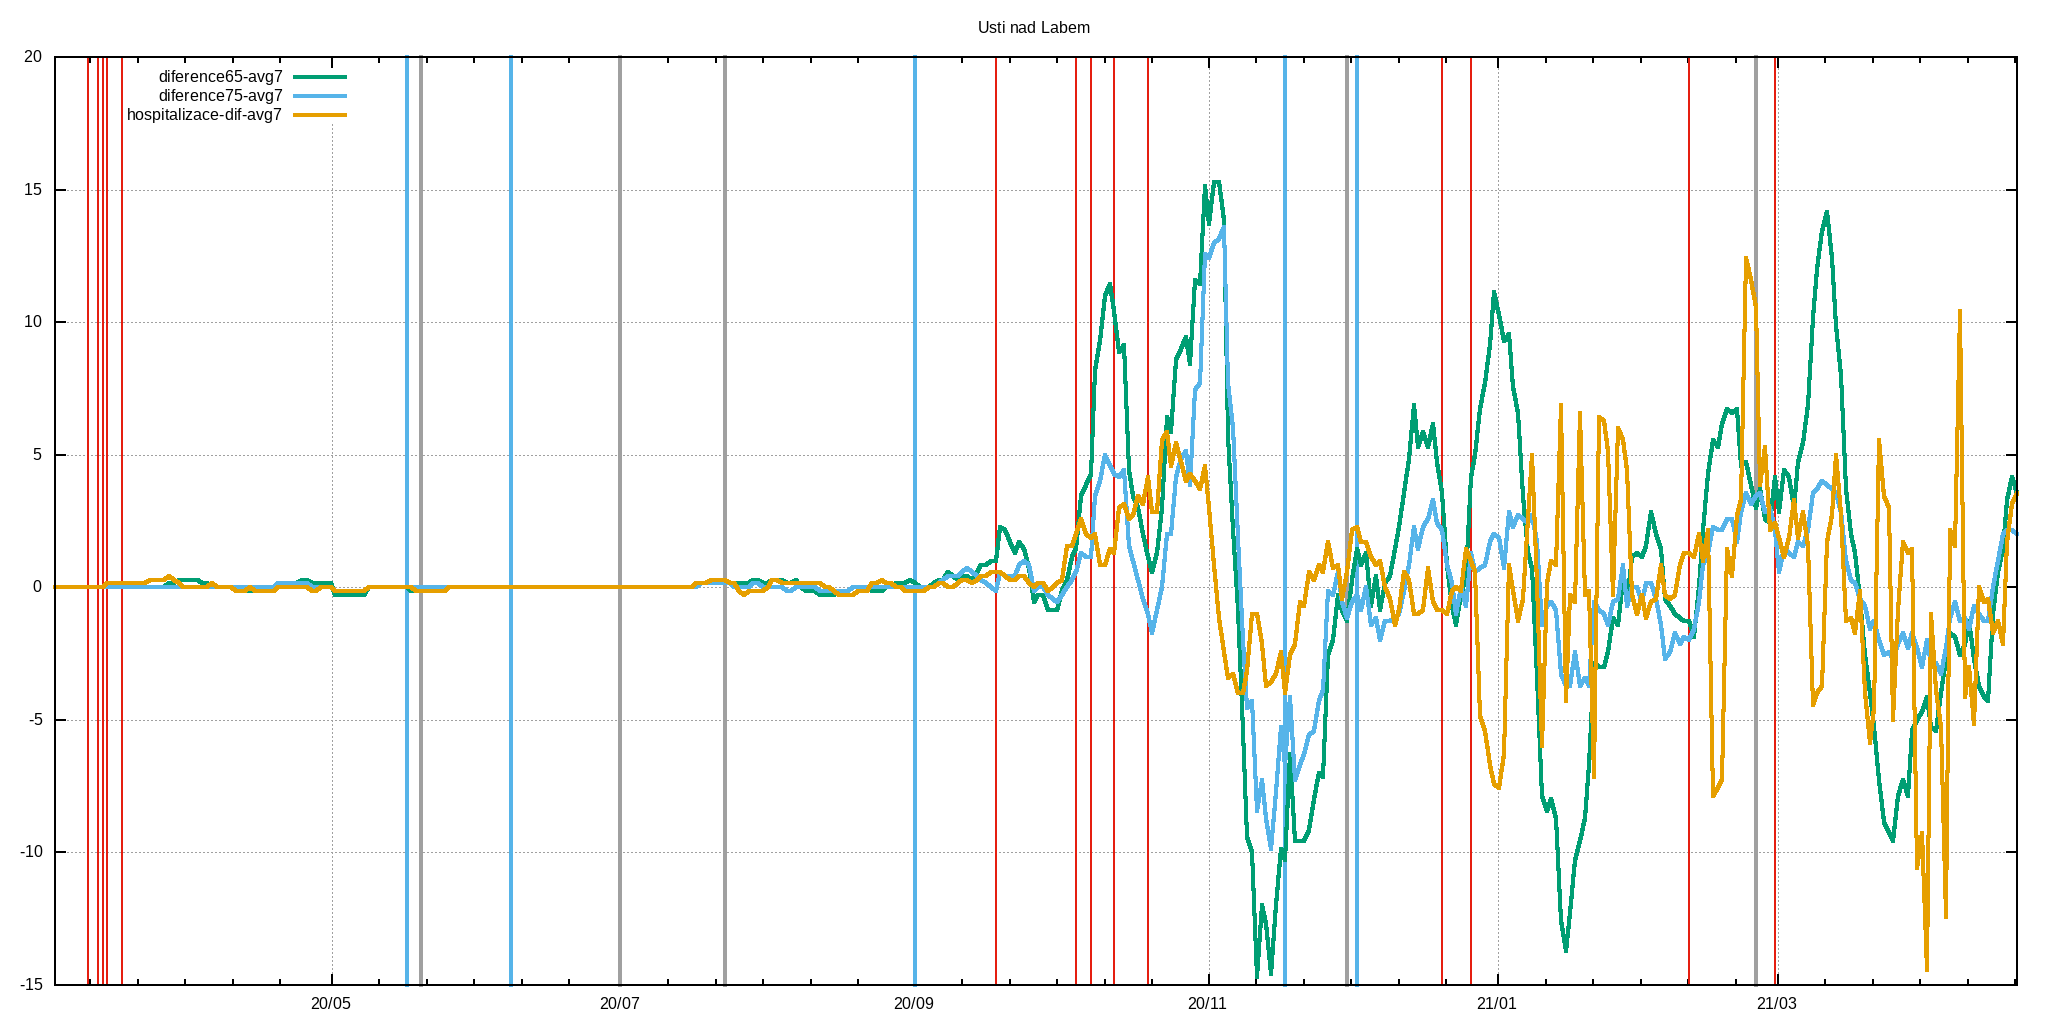 Usti nad Labem
20
diference65-avg7
diference75-avg7
hospitalizace-dif-avg7
15
10
5
0
-5
-10
-15
20/05 20/07 20/09 20/11 21/01 21/03